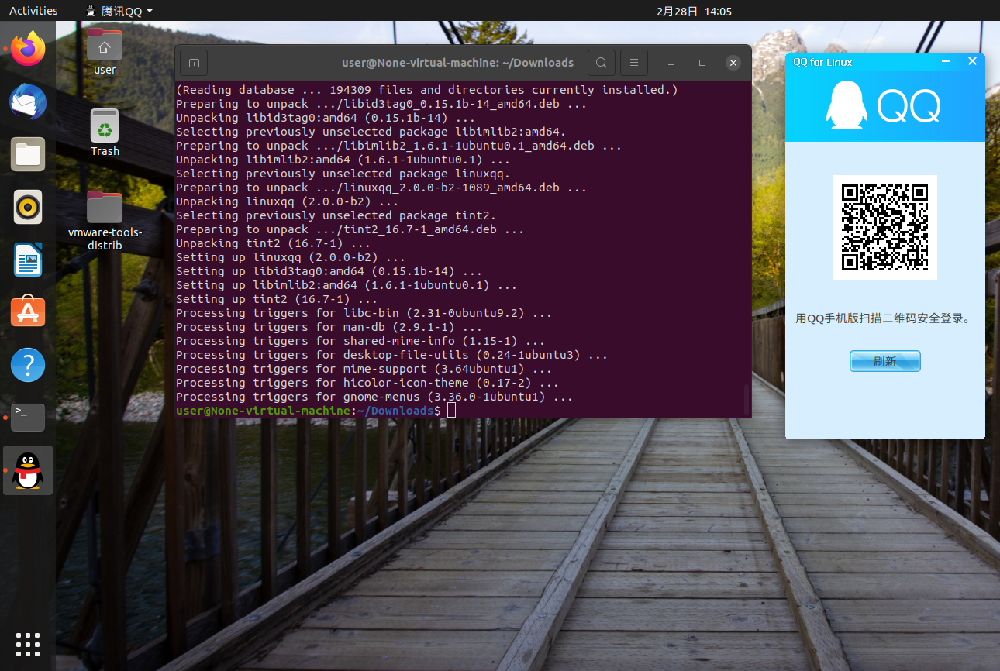 Activities
腾讯QQ
2月28日 14:05
user
Trash
vmware-tools-
distrib
user@None-virtual-machine: ~/Downloads
(Reading database ... 194309 files and directories currently installed.)
Preparing to unpack .../libid3tag0_0.15.1b-14_amd64.deb ...
Unpacking libid3tag0:amd64 (0.15.1b-14) ...
Selecting previously unselected package libimlib2:amd64.
Preparing to unpack .../libimlib2_1.6.1-1ubuntu0.1_amd64.deb ...
Unpacking libimlib2:amd64 (1.6.1-1ubuntu0.1) ...
Selecting previously unselected package linuxqq.
Preparing to unpack .../linuxqq_2.0.0-b2-1089_amd64.deb ...
Unpacking linuxqq (2.0.0-b2) ...
Selecting previously unselected package tint2.
Preparing to unpack .../tint2_16.7-1_amd64.deb ...
Unpacking tint2 (16.7-1) ...
Setting up linuxqq (2.0.0-b2) ...
Setting up libid3tag0:amd64 (0.15.1b-14) ...
Setting up libimlib2:amd64 (1.6.1-1ubuntu0.1) ...
Setting up tint2 (16.7-1) ...
Processing triggers for libc-bin (2.31-0ubuntu9.2) ...
Processing triggers for man-db (2.9.1-1) ...
Processing triggers for shared-mime-info (1.15-1) ...
Processing triggers for desktop-file-utils (0.24-1ubuntu3) ...
Processing triggers for mime-support (3.64ubuntu1) ...
Processing triggers for hicolor-icon-theme (0.17-2) ...
Processing triggers for gnome-menus (3.36.0-1ubuntu1) ...
user@None-virtual-machine:~/Downloads$
QQ for Linux
QQ
用QQ手机版扫描二维码安全登录。
刷新